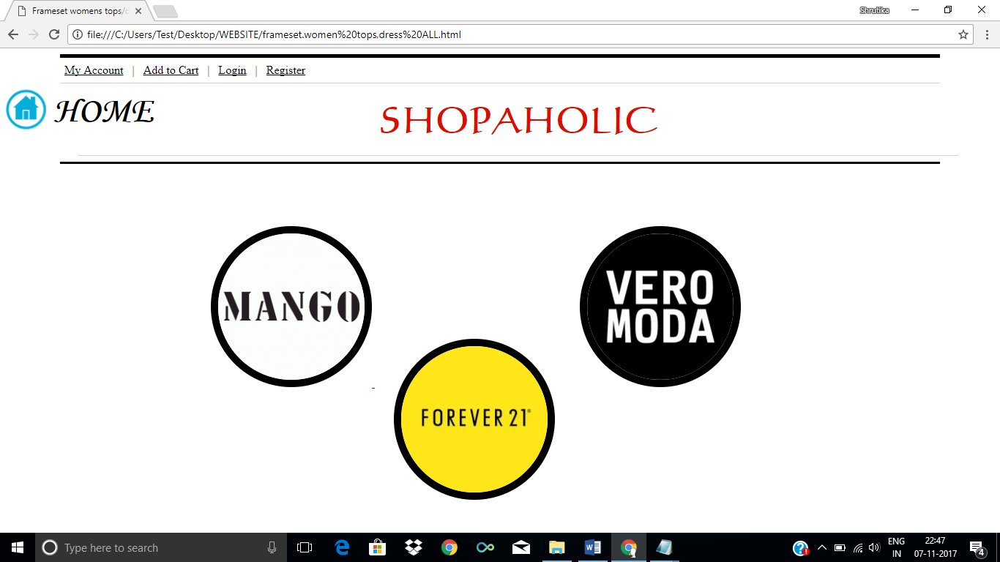 Frameset womens tops/
Shrutika
file:///C:/Users/Test/Desktop/WEBSITE/frameset.women%20tops,dress%20ALL.html
My Account | Add to Cart | Login | Register
HOME
SHOPAHOLIC
MANGO
VERO
MODA
FOREVER 21®
Type here to search
ENG
IN
22:47
07-11-2017
4